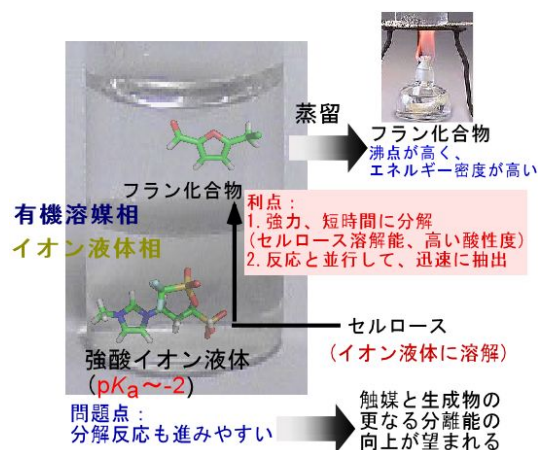 蒸留
フラン化合物
沸点が高く、
エネルギー密度が高い
フラン化合物
利点：
1. 強力、短時間に分解
(セルロース溶解能、高い酸性度)
2. 反応と並行して、迅速に抽出
有機溶媒相
イオン液体相
セルロース
(イオン液体に溶解)
強酸イオン液体
(pKa～-2)
問題点：
分解反応も進みやすい
触媒と生成物の
更なる分離能の
向上が望まれる